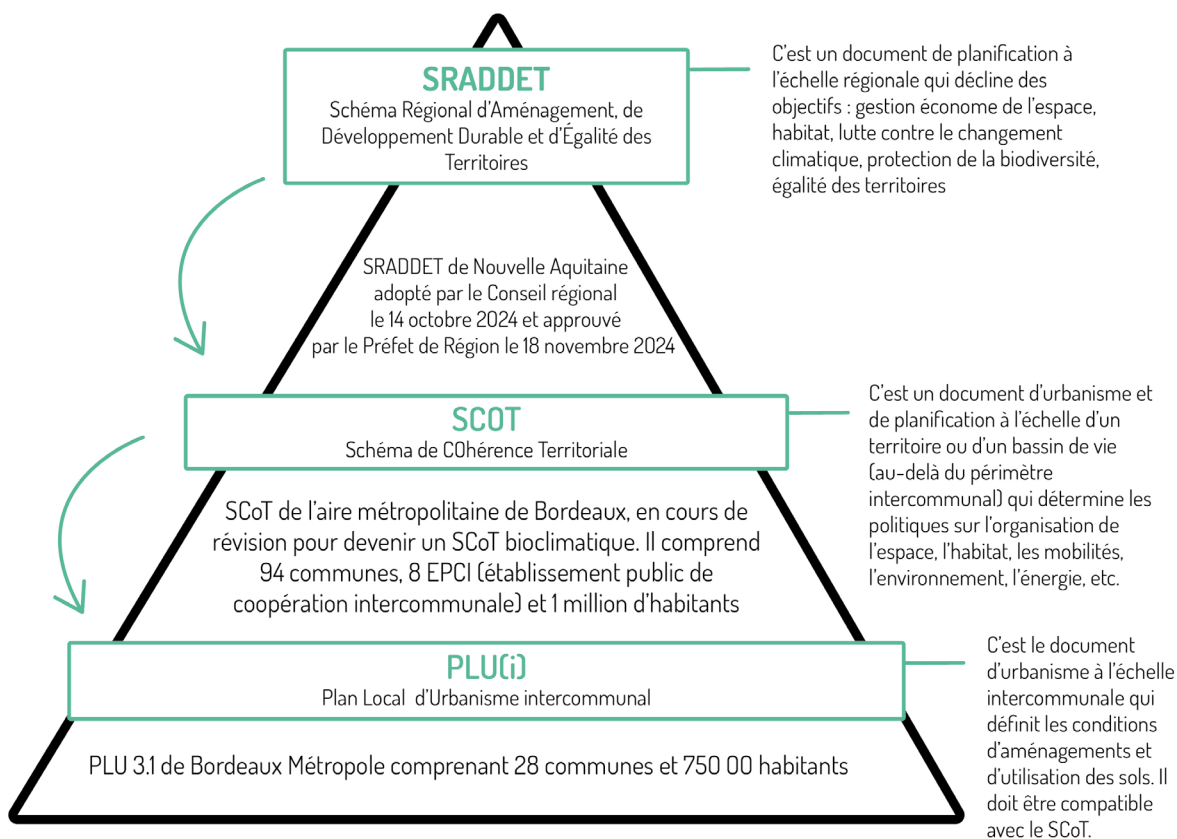 SRADDET
Schéma Régional d'Aménagement, de
Développement Durable et d'Égalité des
Territoires
C'est un document de planification à
l'échelle régionale qui décline des
objectifs : gestion économe de l'espace,
habitat, lutte contre le changement
climatique, protection de la biodiversité,
égalité des territoires
SRADDET de Nouvelle Aquitaine
adopté par le Conseil régional
le 14 octobre 2024 et approuvé
par le Préfet de Région le 18 novembre 2024
SCOT
Schéma de COhérence Territoriale
C'est un document d'urbanisme et
de planification à l'échelle d'un
territoire ou d'un bassin de vie
(au-delà du périmètre
intercommunal) qui détermine les
politiques sur l'organisation de
l'espace, l'habitat, les mobilités,
l'environnement, l'énergie, etc.
SCoT de l'aire métropolitaine de Bordeaux, en cours de
révision pour devenir un SCoT bioclimatique. Il comprend
94 communes, 8 EPCI (établissement public de
coopération intercommunale) et 1 million d'habitants
PLU(i)
Plan Local d'Urbanisme intercommunal
C'est le document
d'urbanisme à l'échelle
intercommunale qui
définit les conditions
d'aménagements et
d'utilisation des sols. Il
doit être compatible
avec le SCoT.
PLU 3.1 de Bordeaux Métropole comprenant 28 communes et 750 00 habitants